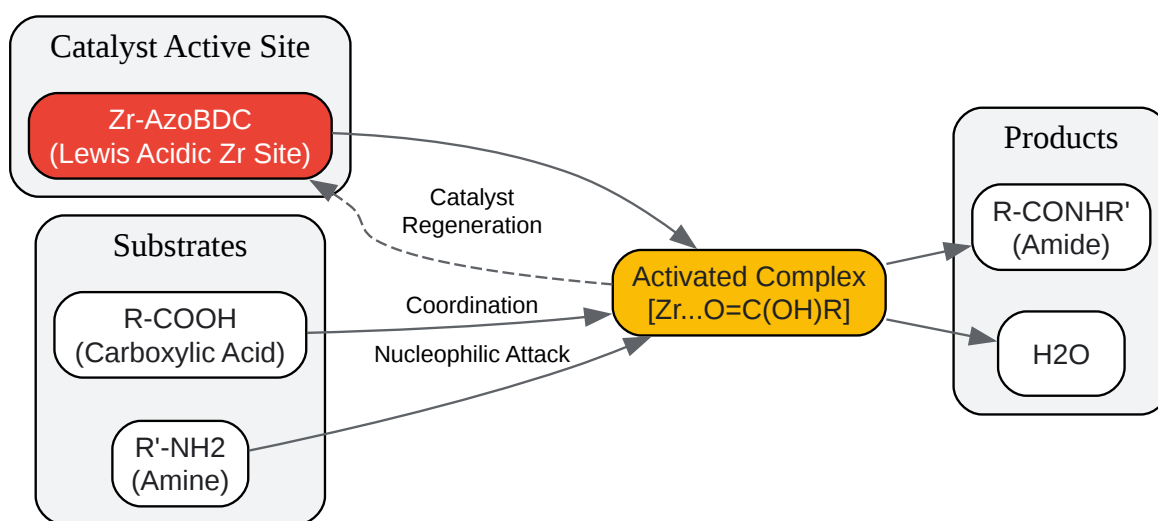 Catalyst Active Site
Zr-AzoBDC
(Lewis Acidic Zr Site)
Substrates
R-COOH
(Carboxylic Acid)
R'-NH2
(Amine)
Catalyst
Regeneration
Coordination
Nucleophilic Attack
Activated Complex
[Zr...O=C(OH)R]
Products
R-CONHR'
(Amide)
H2O